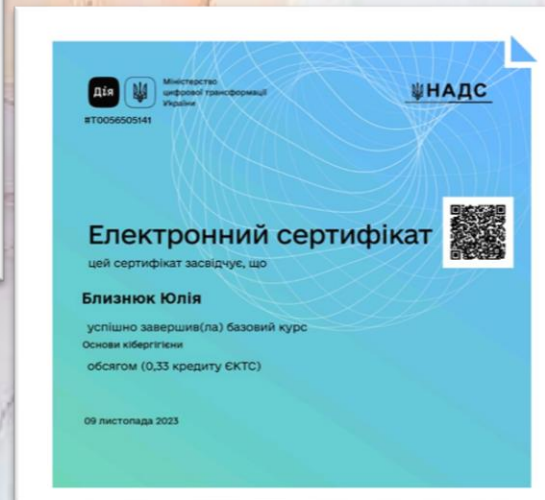 Дія
Міністерство
цифрової трансформації
України
НАДС
#T0056505141
Електронний сертифікат
цей сертифікат засвідчує, що
Близнюк Юлія
успішно завершив(ла) базовий курс
Основи кібергігієни
обсягом (0,33 кредиту ЄКТС)
09 листопада 2023